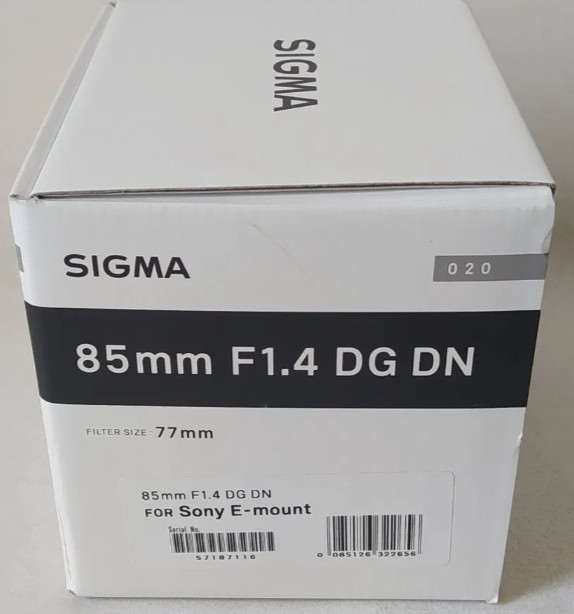 SIGMA
SIGMA
020
85mm F1.4 DG DN
FILTER SIZE: 77mm
85mm F1.4 DG DN
FOR Sony E-mount
Serial No.
57187116
0 085126 322656